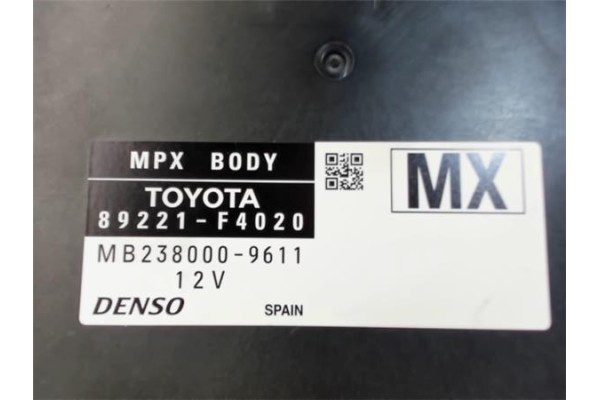 MPX BODY
MX
TOYOTA
89221-F4020
MB238000-9611
12V
DENSO
SPAIN